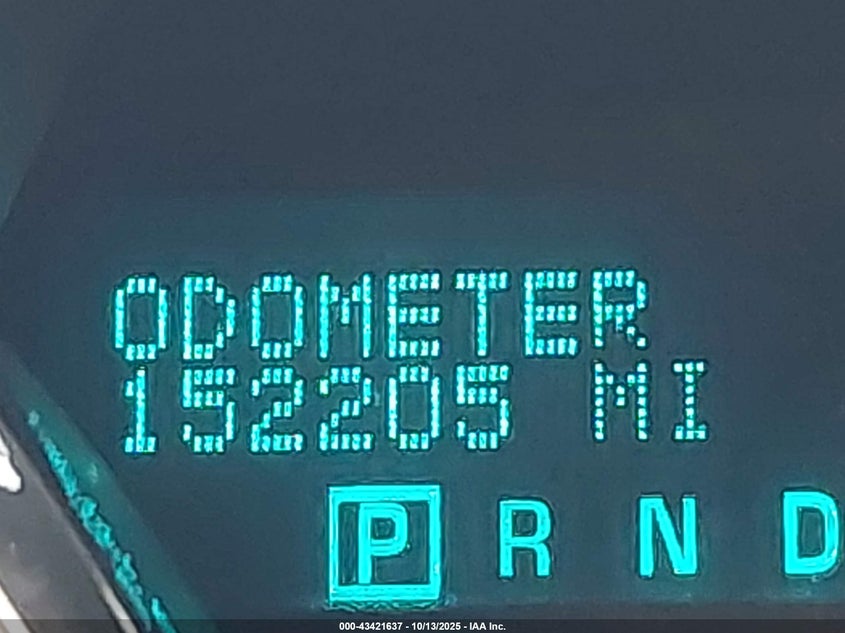 ODOMETER
152205 MI
P R N D
000-43421637 - 10/13/2025 - IAA Inc.